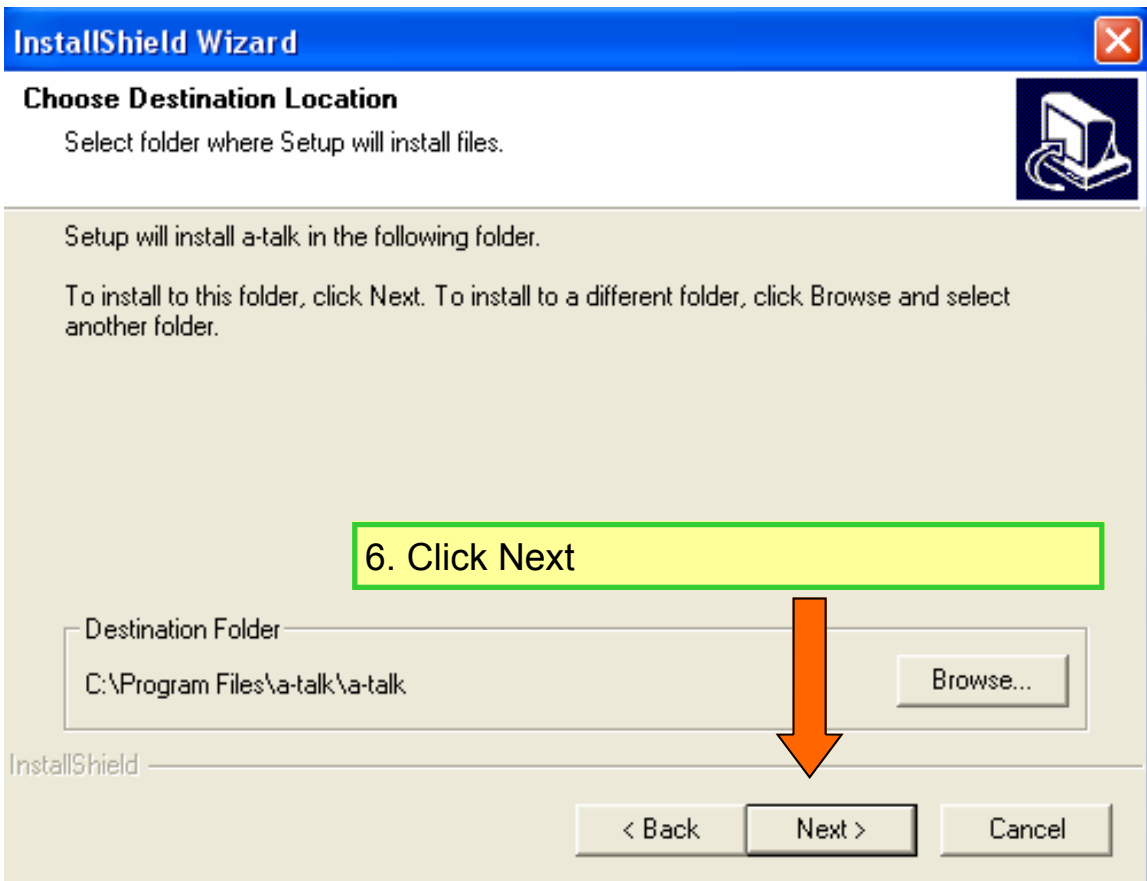 InstallShield Wizard
Choose Destination Location
Select folder where Setup will install files.
Setup will install a-talk in the following folder.
To install to this folder, click Next. To install to a different folder, click Browse and select
another folder.
6. Click Next
Destination Folder
C:\Program Files\a-talk\a-talk
Browse...
InstallShield
< Back
Next >
Cancel